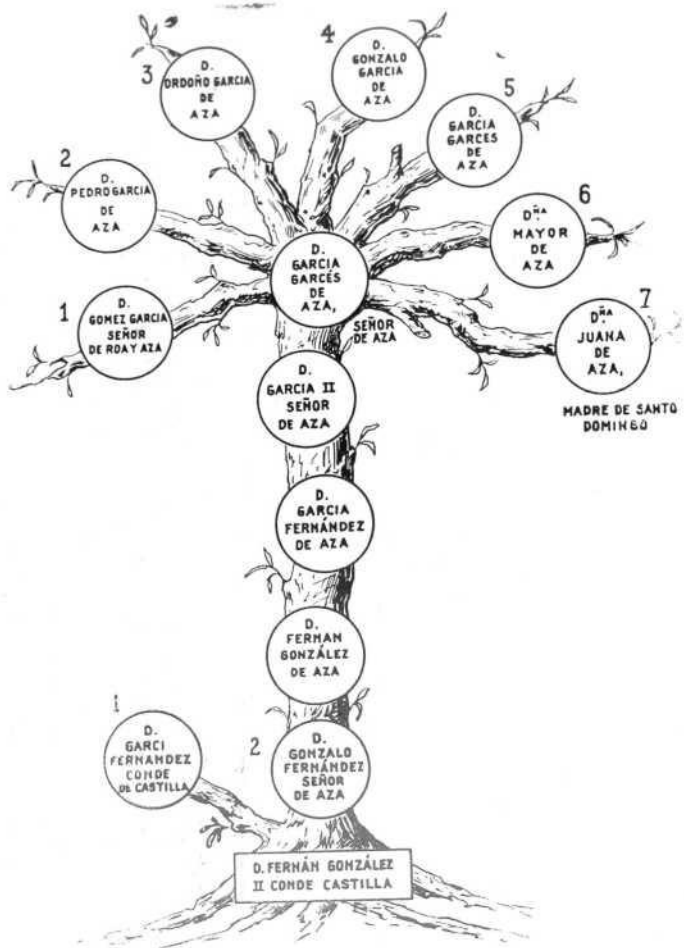 4
D.
GONZALO
GARCIA
DE
AZA
3
D.
ORDOÑO GARCIA
DE
AZA
5
D.
GARCIA
GARCES
DE
AZA
2
D.
PEDRO GARCIA
DE
AZA
6
Dª.
MAYOR
DE
AZA
D.
GARCIA
GARCÉS
DE
AZA,
SEÑOR
DE AZA
1
D.
GOMEZ GARCIA
SEÑOR
DE ROA Y AZA
7
Dª.
JUANA
DE
AZA,
MADRE DE SANTO
DOMINGO
D.
GARCIA II
SEÑOR
DE AZA
D.
GARCIA
FERNÁNDEZ
DE AZA
D.
FERNAN
GONZÁLEZ
DE AZA
1
D.
GARCI
FERNANDEZ
CONDE
DE CASTILLA
2
D.
GONZALO
FERNÁNDEZ
SEÑOR
DE AZA
D. FERNÁN GONZÁLEZ
II CONDE CASTILLA